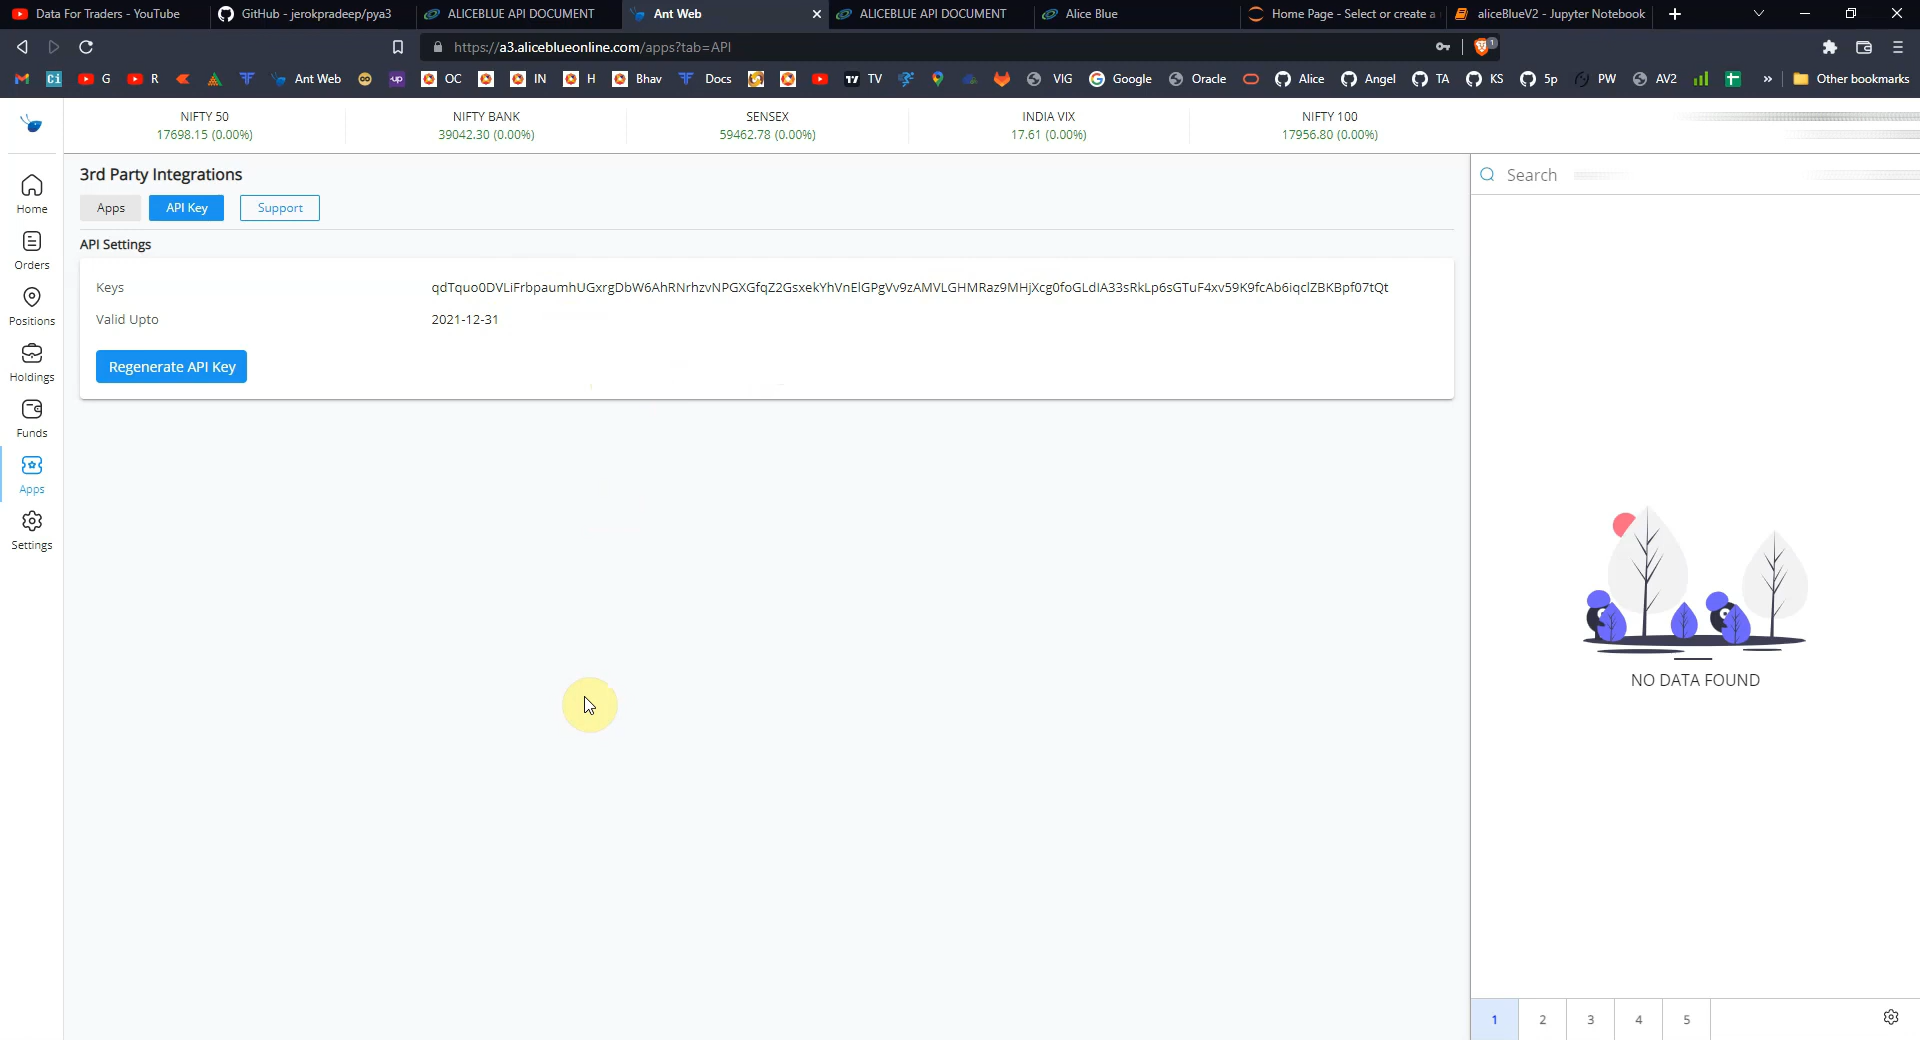 Data For Traders - YouTube
GitHub - jerokpradeep/pya3
ALICEBLUE API DOCUMENT
Ant Web
ALICEBLUE API DOCUMENT
Alice Blue
Home Page - Select or create a
aliceBlueV2 - Jupyter Notebook
https://a3.aliceblueonline.com/apps?tab=API
1
Ci
G
R
Ant Web
up
OC
IN
H
Bhav
Docs
TV
VIG
Google
Oracle
Alice
Angel
TA
KS
5p
PW
AV2
Other bookmarks
NIFTY 50
17698.15 (0.00%)
NIFTY BANK
39042.30 (0.00%)
SENSEX
59462.78 (0.00%)
INDIA VIX
17.61 (0.00%)
NIFTY 100
17956.80 (0.00%)
Home
Orders
Positions
Holdings
Funds
Apps
Settings
3rd Party Integrations
Apps
API Key
Support
API Settings
Keys
qdTquo0DVLiFrbpaumhUGxrgDbW6AhRNrhzvNPGXGfqZ2GsxekYhVnElGPgVv9zAMVLGHMRaz9MHjXcg0foGLdIA33sRkLp6sGTuF4xv59K9fcAb6iqclZBKBpf07tQt
Valid Upto
2021-12-31
Regenerate API Key
Search
NO DATA FOUND
1
2
3
4
5